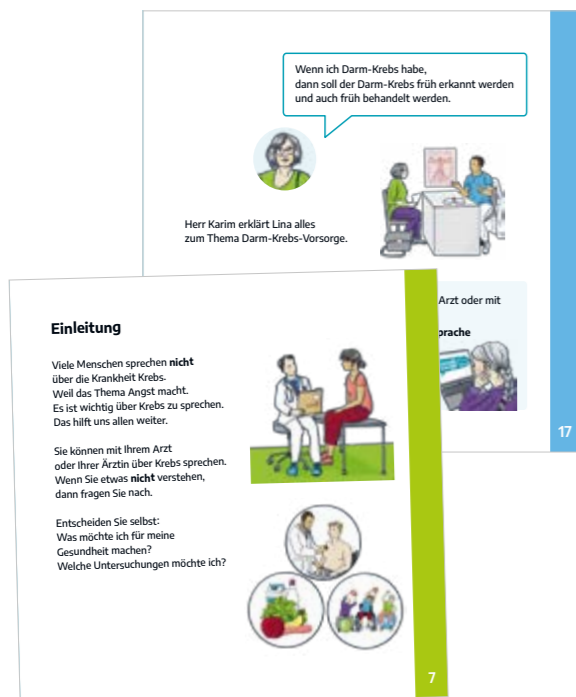 Wenn ich Darm-Krebs habe,
dann soll der Darm-Krebs früh erkannt werden
und auch früh behandelt werden.
Herr Karim erklärt Lina alles
zum Thema Darm-Krebs-Vorsorge.
Arzt oder mit
prache
17
Einleitung
Viele Menschen sprechen nicht
über die Krankheit Krebs.
Weil das Thema Angst macht.
Es ist wichtig über Krebs zu sprechen.
Das hilft uns allen weiter.
Sie können mit Ihrem Arzt
oder Ihrer Ärztin über Krebs sprechen.
Wenn Sie etwas nicht verstehen,
dann fragen Sie nach.
Entscheiden Sie selbst:
Was möchte ich für meine
Gesundheit machen?
Welche Untersuchungen möchte ich?
7